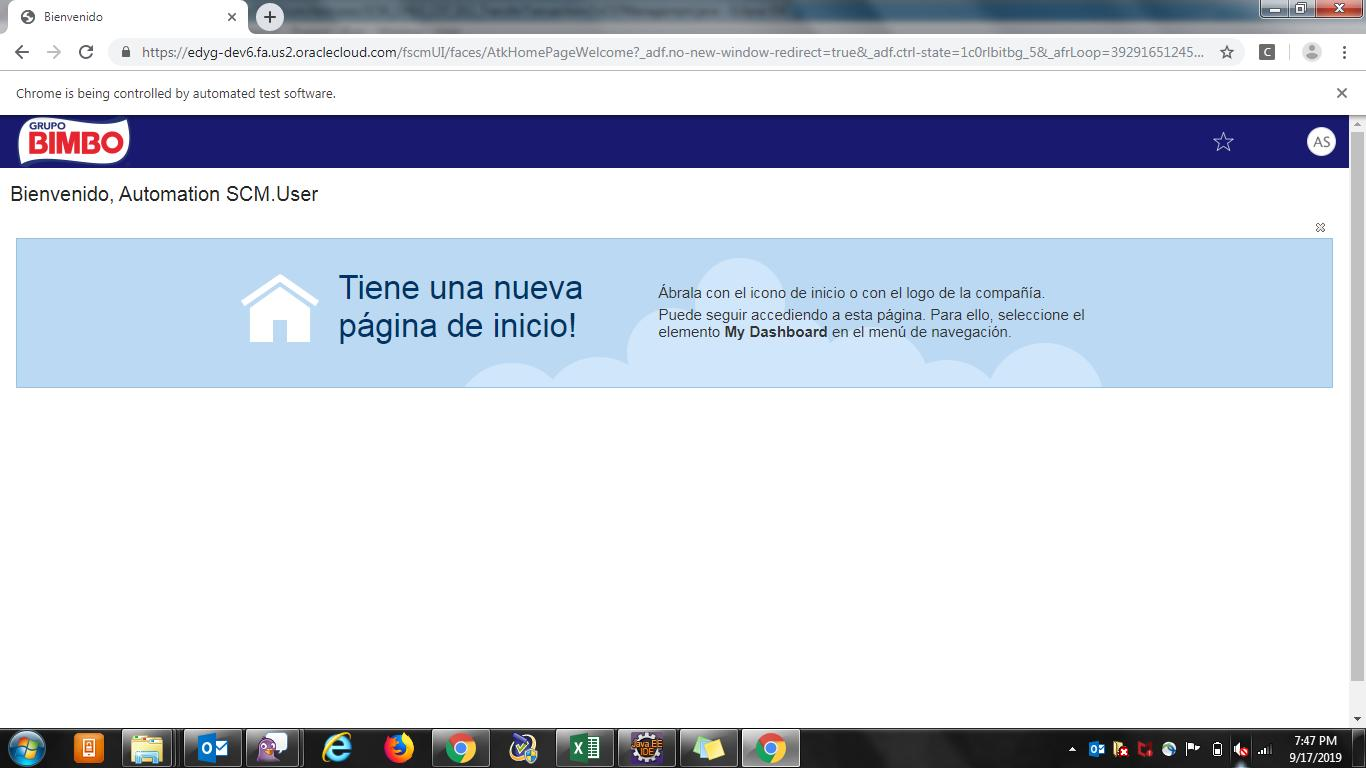 Bienvenido
https://edyg-dev6.fa.us2.oraclecloud.com/fscmUI/faces/AtkHomePageWelcome?_adf.no-new-window-redirect=true&_adf.ctrl-state=1c0rlbitbg_5&_afrLoop=39291651245...
C
Chrome is being controlled by automated test software.
GRUPO
BIMBO
AS
Bienvenido, Automation SCM.User
Tiene una nueva
página de inicio!
Ábrala con el icono de inicio o con el logo de la compañía.
Puede seguir accediendo a esta página. Para ello, seleccione el
elemento My Dashboard en el menú de navegación.
Java EE
IDE
7:47 PM
9/17/2019